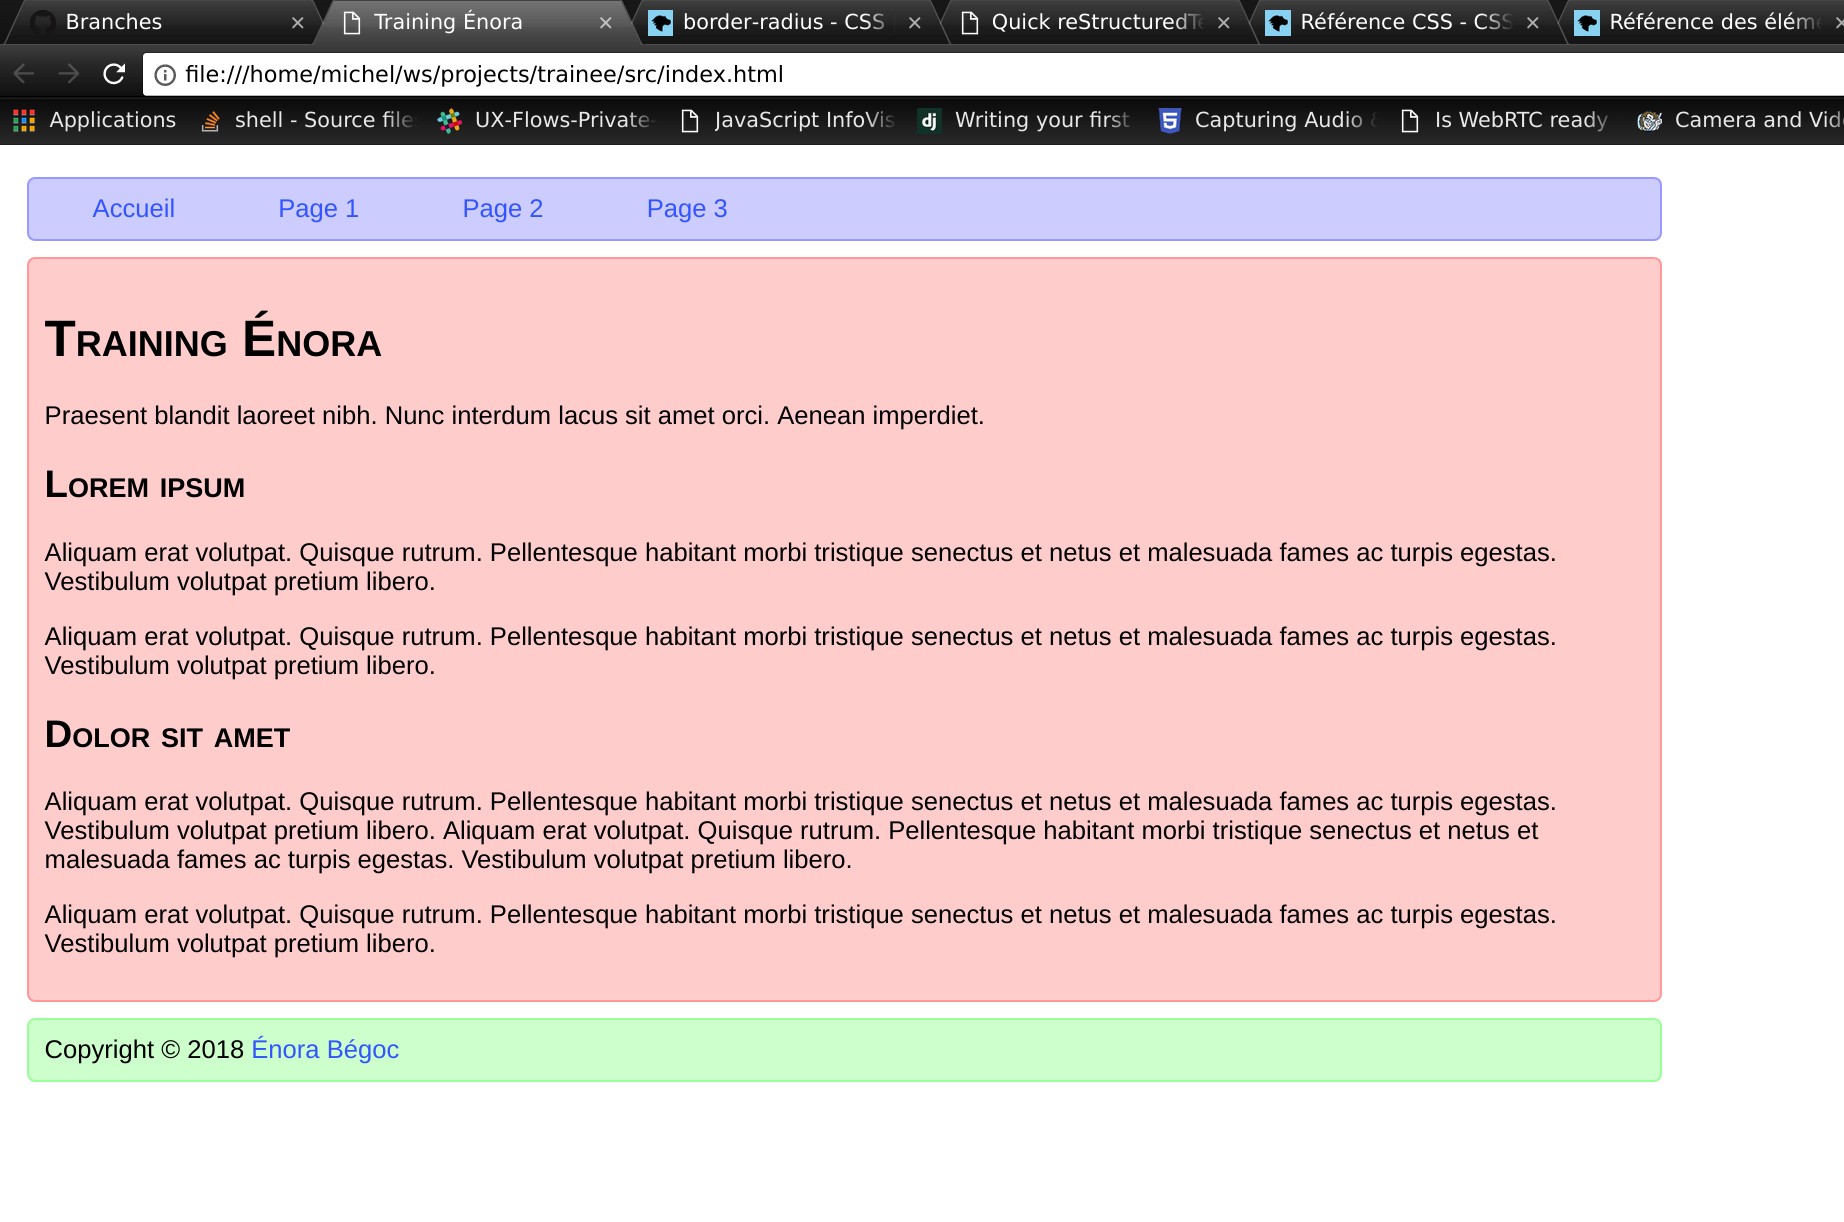 Branches
Training Énora
border-radius - CSS
Quick reStructuredTe
Référence CSS - CSS
Référence des élém
file:///home/michel/ws/projects/trainee/src/index.html
Applications
shell - Source file
UX-Flows-Private-
JavaScript InfoVis
Writing your first
Capturing Audio &
Is WebRTC ready
Camera and Vid
Accueil
Page 1
Page 2
Page 3
Training Énora
Praesent blandit laoreet nibh. Nunc interdum lacus sit amet orci. Aenean imperdiet.
Lorem ipsum
Aliquam erat volutpat. Quisque rutrum. Pellentesque habitant morbi tristique senectus et netus et malesuada fames ac turpis egestas.
Vestibulum volutpat pretium libero.
Aliquam erat volutpat. Quisque rutrum. Pellentesque habitant morbi tristique senectus et netus et malesuada fames ac turpis egestas.
Vestibulum volutpat pretium libero.
Dolor sit amet
Aliquam erat volutpat. Quisque rutrum. Pellentesque habitant morbi tristique senectus et netus et malesuada fames ac turpis egestas.
Vestibulum volutpat pretium libero. Aliquam erat volutpat. Quisque rutrum. Pellentesque habitant morbi tristique senectus et netus et
malesuada fames ac turpis egestas. Vestibulum volutpat pretium libero.
Aliquam erat volutpat. Quisque rutrum. Pellentesque habitant morbi tristique senectus et netus et malesuada fames ac turpis egestas.
Vestibulum volutpat pretium libero.
Copyright © 2018 Énora Bégoc